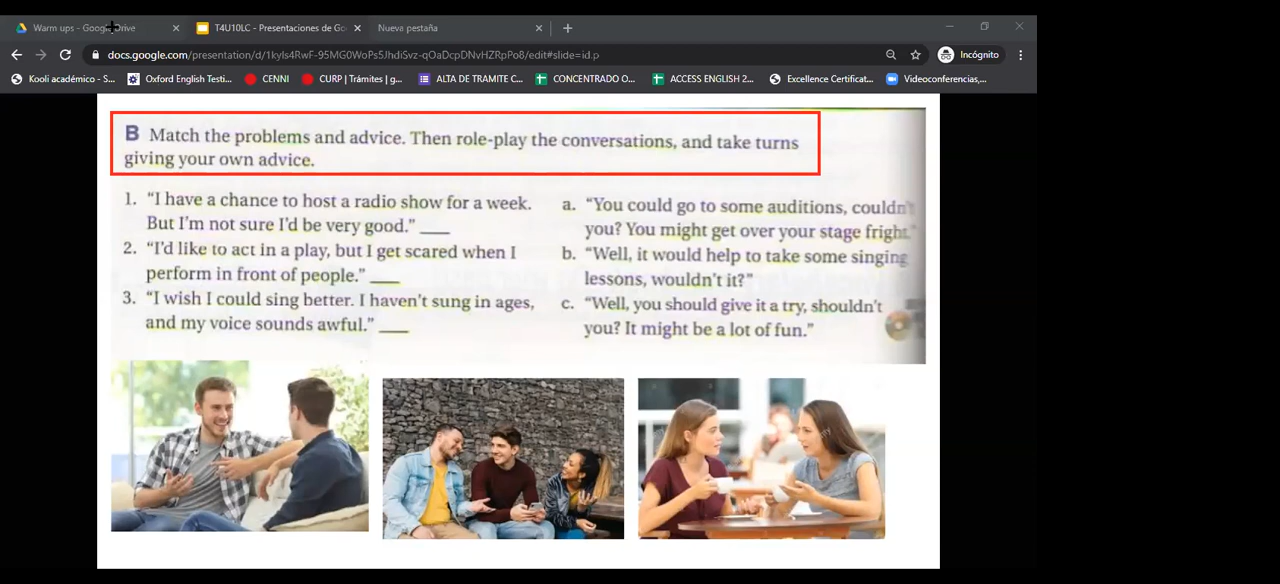 Warm ups - Google Drive
T4U10LC - Presentaciones de Go
Nueva pestaña
docs.google.com/presentation/d/1kyls4RwF-95MG0WoPs5JhdiSvz-qOaDcpDNvHZRpPo8/edit#slide=id.p
Incógnito
Kooli académico - S...
Oxford English Testi...
CENNI
CURP | Trámites | g...
ALTA DE TRAMITE C...
CONCENTRADO O...
ACCESS ENGLISH 2...
Excellence Certificat...
Videoconferencias,...
B Match the problems and advice. Then role-play the conversations, and take turns
giving your own advice.
1. “I have a chance to host a radio show for a week.
But I'm not sure I'd be very good.” ___
2. “I'd like to act in a play, but I get scared when I
perform in front of people.” ___
3. “I wish I could sing better. I haven't sung in ages,
and my voice sounds awful.” ___
a. “You could go to some auditions, couldn't
you? You might get over your stage fright.”
b. “Well, it would help to take some singing
lessons, wouldn't it?”
c. “Well, you should give it a try, shouldn't
you? It might be a lot of fun.”